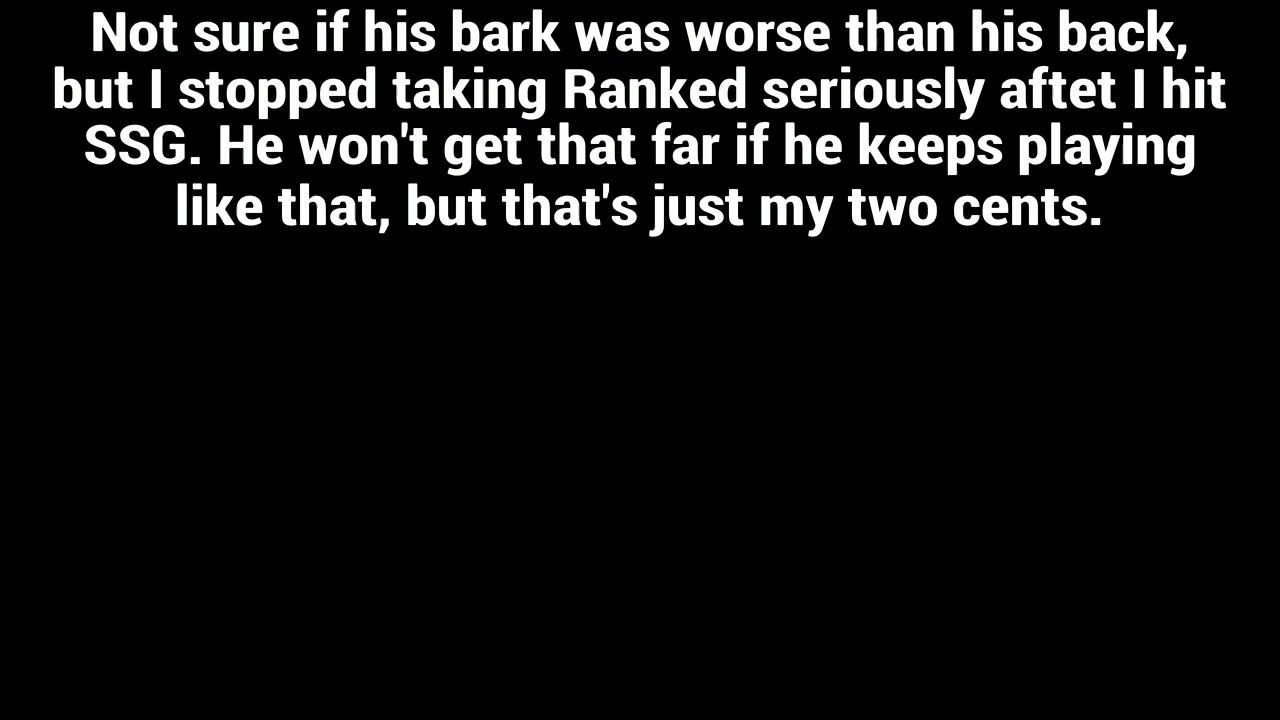 Not sure if his bark was worse than his back,
but I stopped taking Ranked seriously aftet I hit
SSG. He won't get that far if he keeps playing
like that, but that's just my two cents.